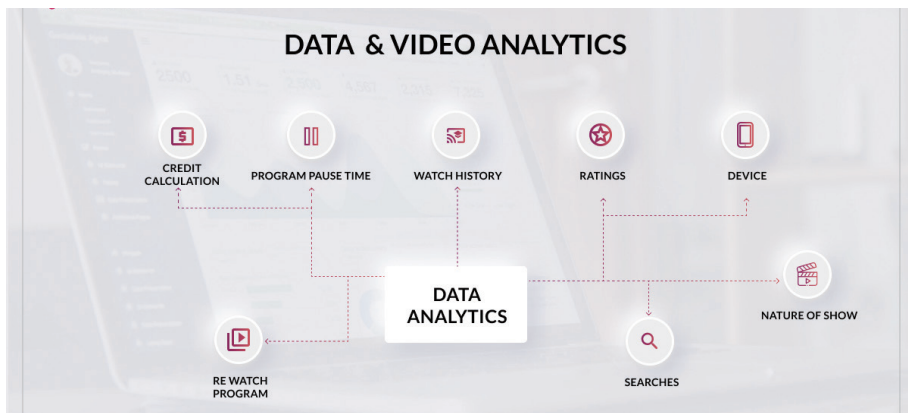 DATA & VIDEO ANALYTICS
CREDIT
CALCULATION
PROGRAM PAUSE TIME
WATCH HISTORY
RATINGS
DEVICE
DATA
ANALYTICS
NATURE OF SHOW
RE WATCH
PROGRAM
SEARCHES